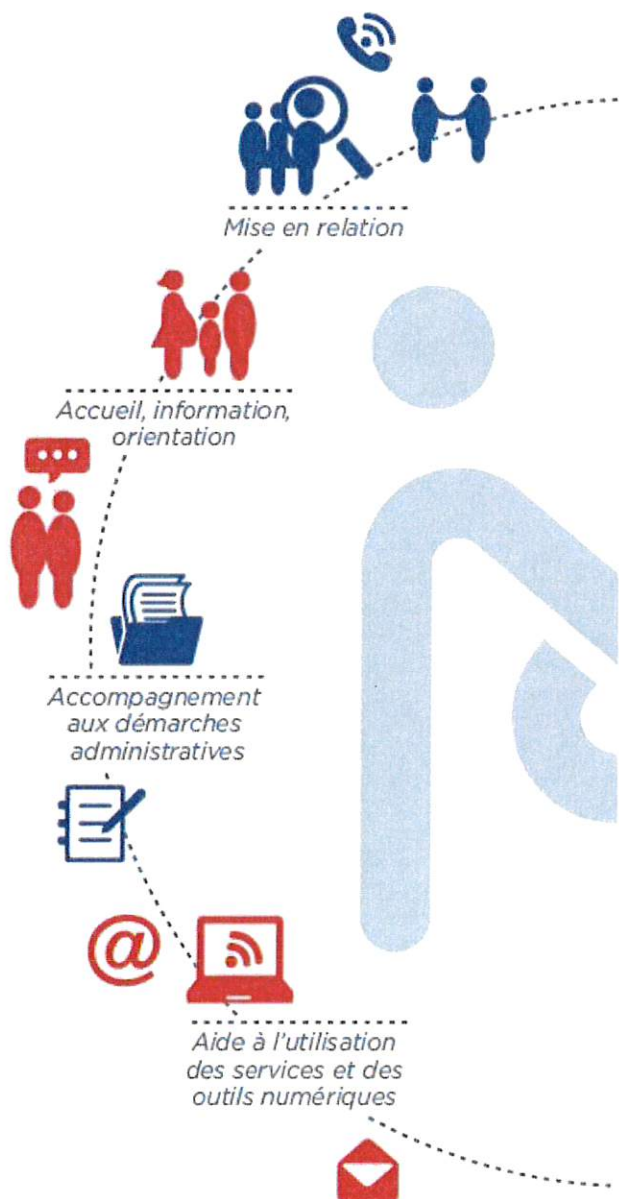 Mise en relation
Accueil, information,
orientation
Accompagnement
aux démarches
administratives
@
Aide à l'utilisation
des services et des
outils numériques